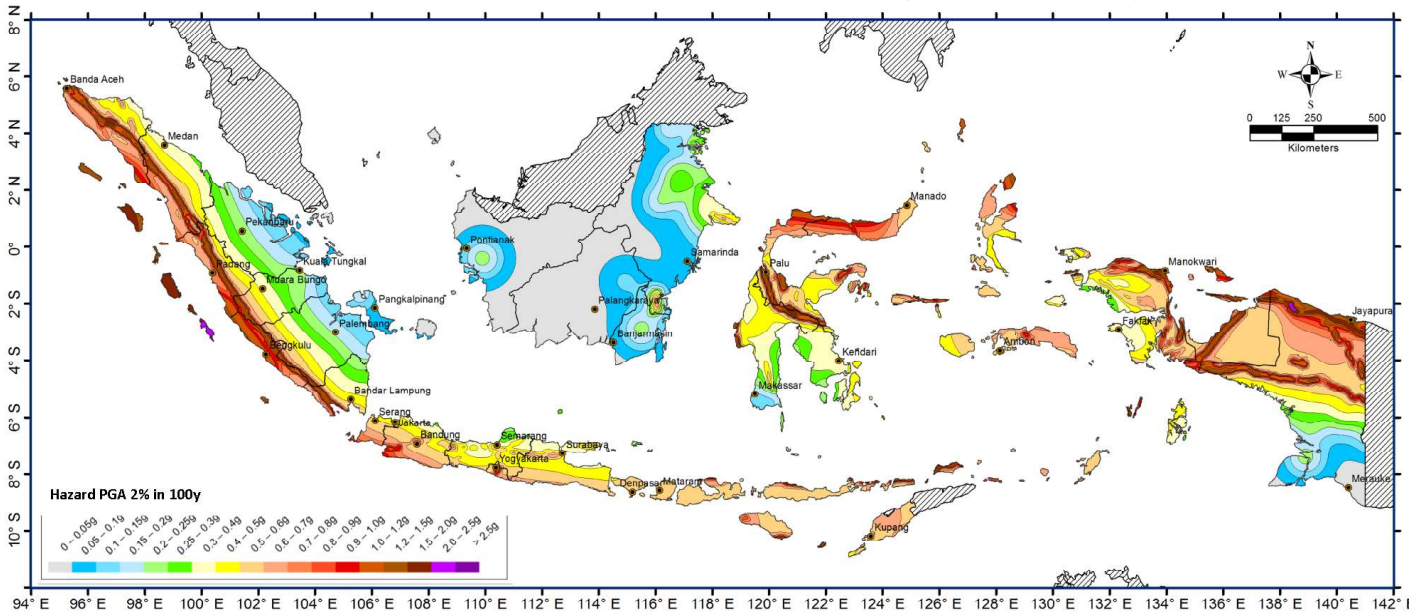 8° N
6° N
4° N
2° N
0°
2° S
4° S
6° S
8° S
10° S
N
W E
S
0 125 250 500
Kilometers
Banda Aceh
Medan
Pekanbaru
Kuala Tungkal
Padang
Muara Bungo
Pangkalpinang
Palembang
Bengkulu
Bandar Lampung
Serang
Jakarta
Bandung
Semarang
Yogyakarta
Surabaya
Denpasar
Mataram
Kupang
Pontianak
Palangkaraya
Banjarmasin
Samarinda
Manado
Palu
Kendari
Makassar
Ambon
Fakfak
Manokwari
Jayapura
Merauke
Hazard PGA 2% in 100y
0 – 0.05g
0.05 – 0.1g
0.1 – 0.15g
0.15 – 0.2g
0.2 – 0.25g
0.25 – 0.3g
0.3 – 0.4g
0.4 – 0.5g
0.5 – 0.6g
0.6 – 0.7g
0.7 – 0.8g
0.8 – 0.9g
0.9 – 1.0g
1.0 – 1.2g
1.2 – 1.5g
1.5 – 2.0g
2.0 – 2.5g
> 2.5g
94° E 96° E 98° E 100° E 102° E 104° E 106° E 108° E 110° E 112° E 114° E 116° E 118° E 120° E 122° E 124° E 126° E 128° E 130° E 132° E 134° E 136° E 138° E 140° E 142° E